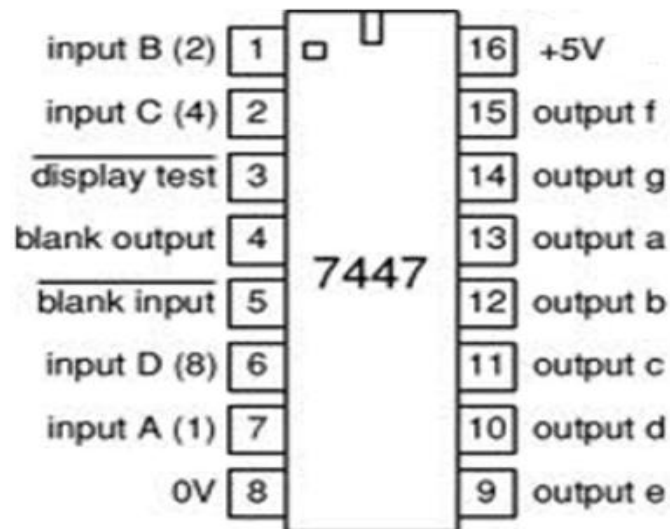 input B (2) 1 16 +5V
input C (4) 2 15 output f
display test 3 14 output g
blank output 4 13 output a
7447
blank input 5 12 output b
input D (8) 6 11 output c
input A (1) 7 10 output d
0V 8 9 output e